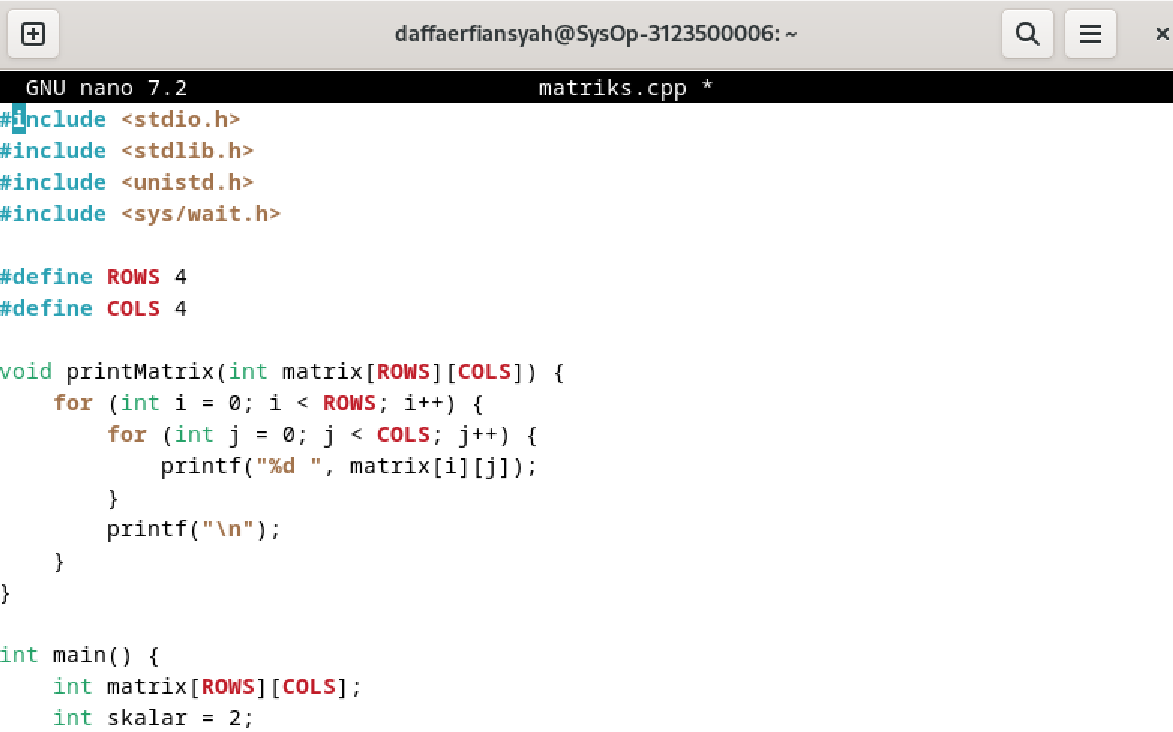 daffaerfiansyah@SysOp-3123500006: ~
GNU nano 7.2 matriks.cpp *
#include <stdio.h>
#include <stdlib.h>
#include <unistd.h>
#include <sys/wait.h>

#define ROWS 4
#define COLS 4

void printMatrix(int matrix[ROWS][COLS]) {
    for (int i = 0; i < ROWS; i++) {
        for (int j = 0; j < COLS; j++) {
            printf("%d ", matrix[i][j]);
        }
        printf("\n");
    }
}

int main() {
    int matrix[ROWS][COLS];
    int skalar = 2;